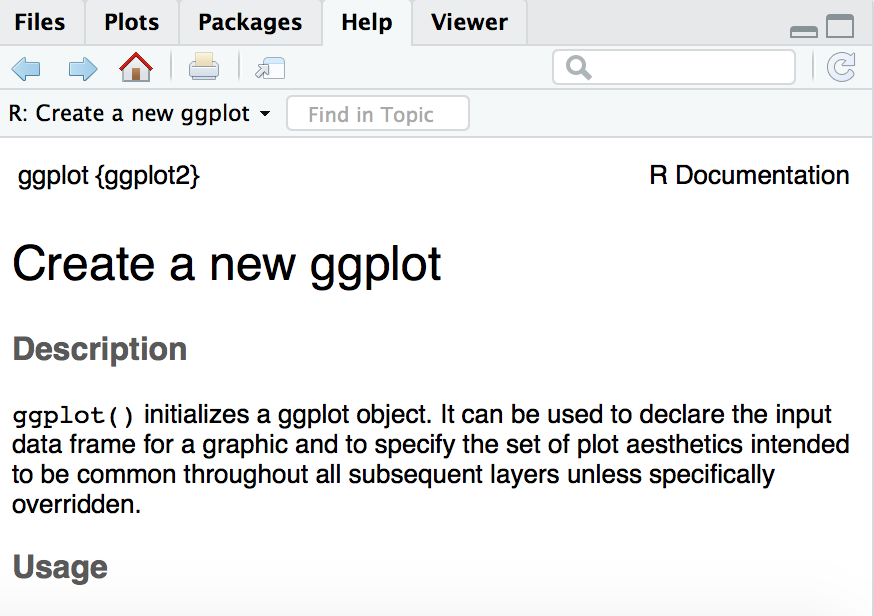 Files Plots Packages Help Viewer
R: Create a new ggplot Find in Topic
ggplot {ggplot2} R Documentation
Create a new ggplot
Description
ggplot() initializes a ggplot object. It can be used to declare the input
data frame for a graphic and to specify the set of plot aesthetics intended
to be common throughout all subsequent layers unless specifically
overridden.
Usage